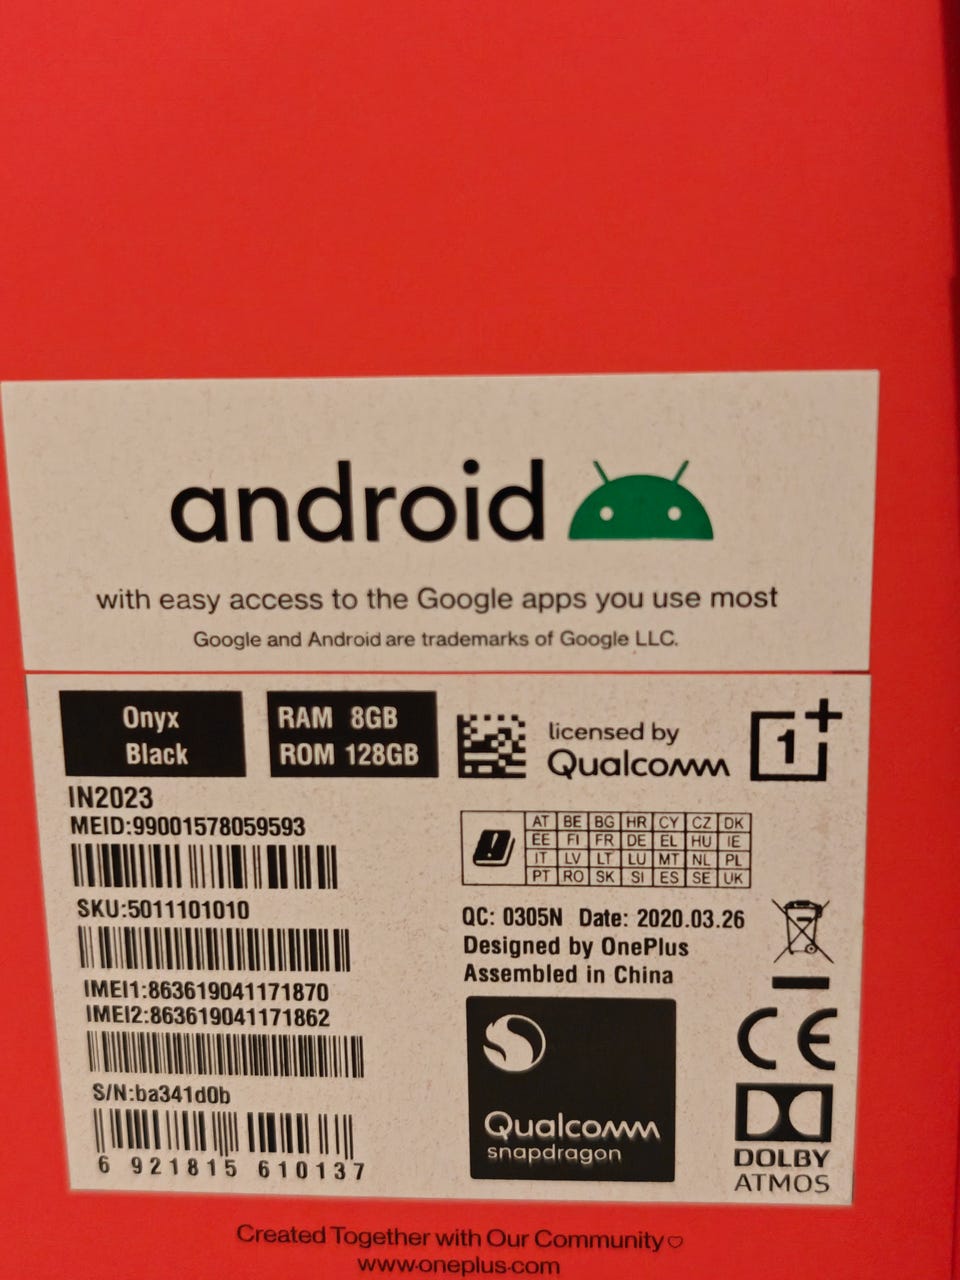 android
with easy access to the Google apps you use most
Google and Android are trademarks of Google LLC.
Onyx
Black
RAM 8GB
ROM 128GB
licensed by
Qualcomm
1+
IN2023
MEID:99001578059593
SKU:5011101010
IMEI1:863619041171870
IMEI2:863619041171862
S/N:ba341d0b
6 921815 610137
AT BE BG HR CY CZ DK
EE FI FR DE EL HU IE
IT LV LT LU MT NL PL
PT RO SK SI ES SE UK
QC: 0305N Date: 2020.03.26
Designed by OnePlus
Assembled in China
Qualcomm
snapdragon
CE
DOLBY
ATMOS
Created Together with Our Community
www.oneplus.com